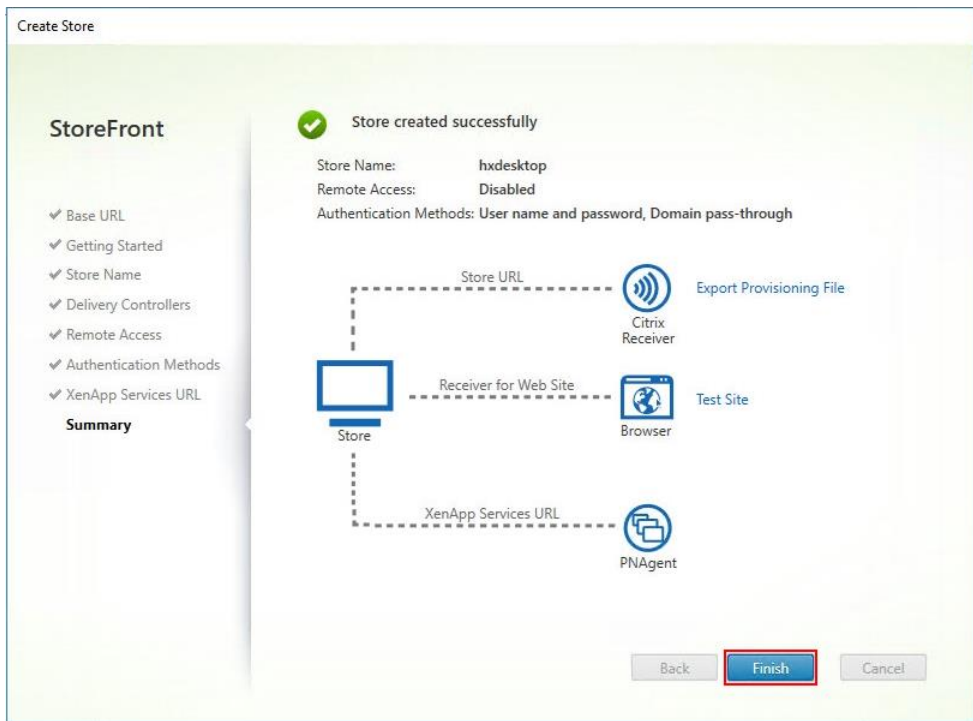 Create Store
StoreFront
Base URL
Getting Started
Store Name
Delivery Controllers
Remote Access
Authentication Methods
XenApp Services URL
Summary
Store created successfully
Store Name: hxdesktop
Remote Access: Disabled
Authentication Methods: User name and password, Domain pass-through
Store URL
Citrix
Receiver
Export Provisioning File
Store
Receiver for Web Site
Browser
Test Site
XenApp Services URL
PNAgent
Back Finish Cancel